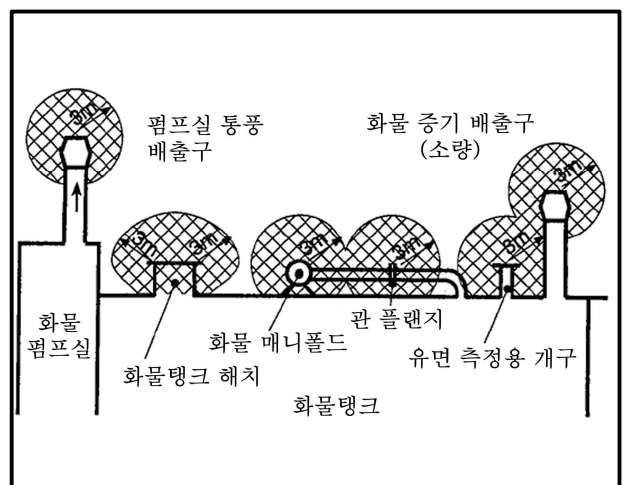 3m
펌프실 통풍
배출구
화물 증기 배출구
(소량)
3m
3m
3m
3m
3m
3m
화물
펌프실
화물탱크 해치
화물 매니폴드
관 플랜지
유면 측정용 개구
화물탱크